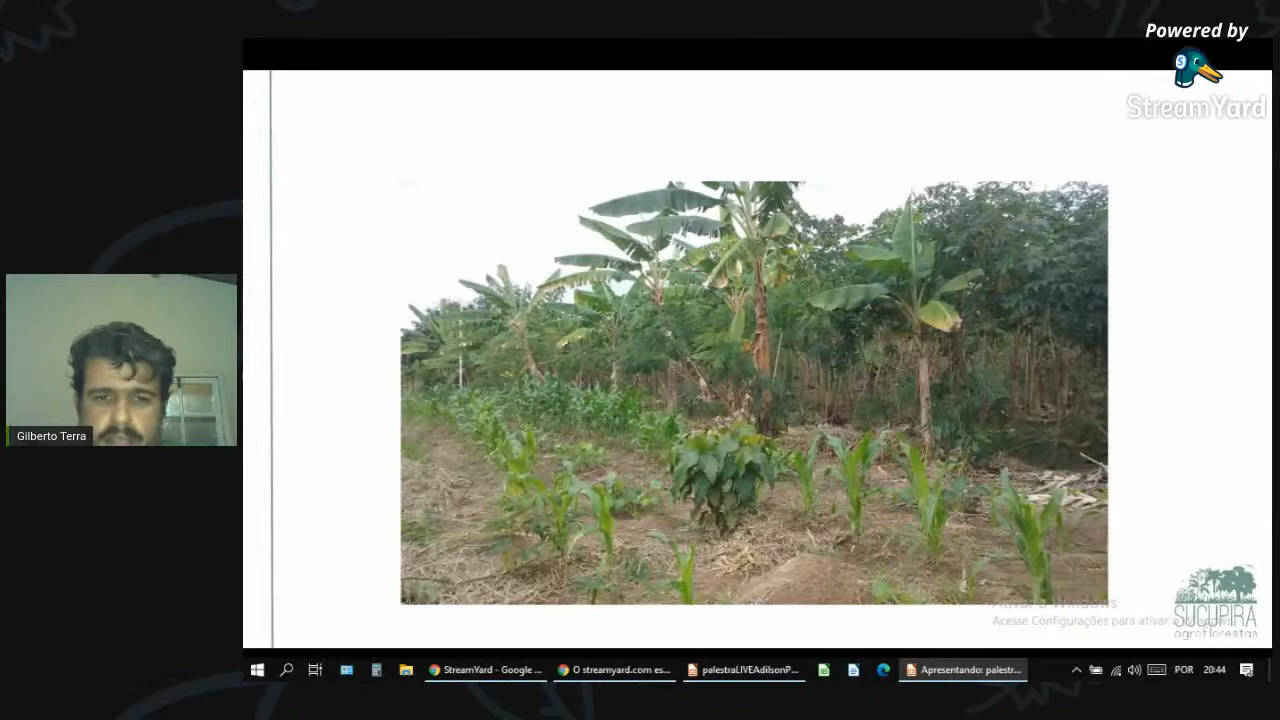 Powered by
StreamYard
Gilberto Terra
Ativar o Windows
Acesse Configurações para ativar o Windows.
SUCUPIRA
agroflorestas
StreamYard - Google ...
O streamyard.com es...
palestraLIVEAdilsonP...
Apresentando: palestr...
POR
20:44